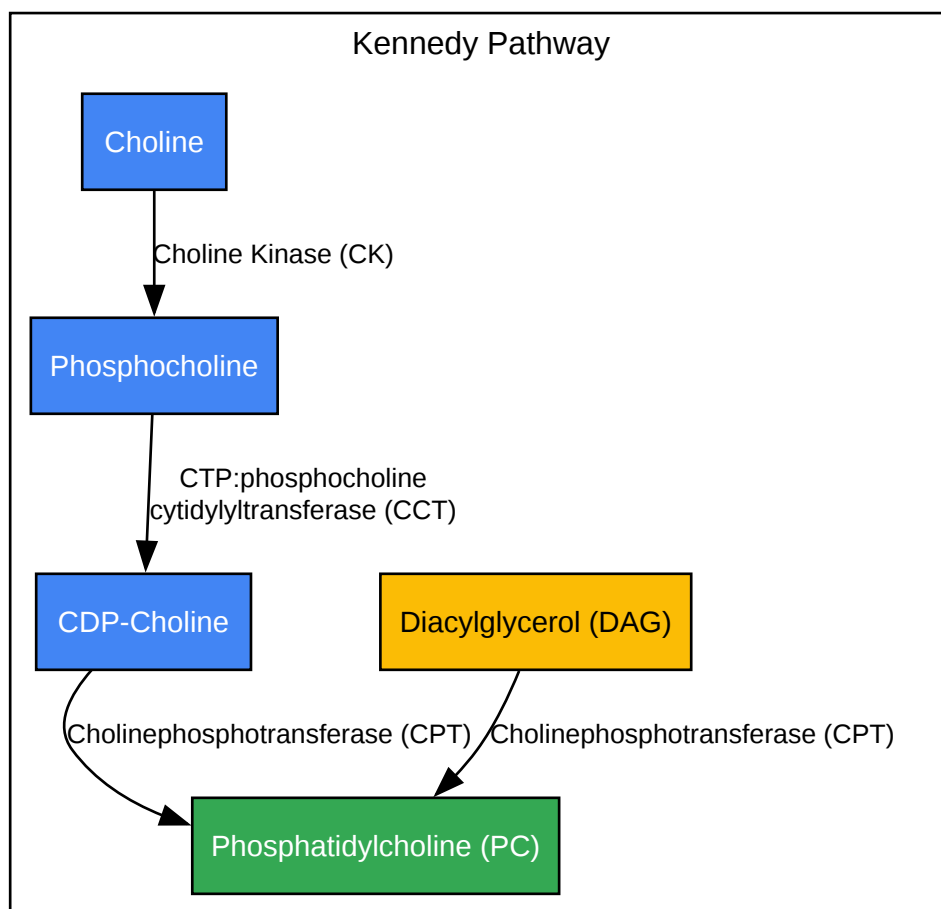 Kennedy Pathway
Choline
Choline Kinase (CK)
Phosphocholine
CTP:phosphocholine
cytidylyltransferase (CCT)
CDP-Choline
Diacylglycerol (DAG)
Cholinephosphotransferase (CPT)
Cholinephosphotransferase (CPT)
Phosphatidylcholine (PC)